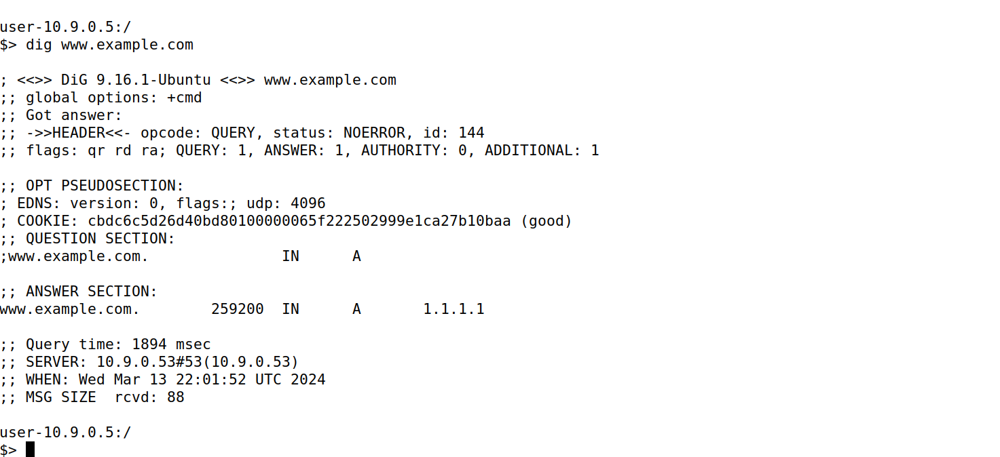 user-10.9.0.5:/
$> dig www.example.com
; <<>> DiG 9.16.1-Ubuntu <<>> www.example.com
;; global options: +cmd
;; Got answer:
;; ->>HEADER<<- opcode: QUERY, status: NOERROR, id: 144
;; flags: qr rd ra; QUERY: 1, ANSWER: 1, AUTHORITY: 0, ADDITIONAL: 1
;; OPT PSEUDOSECTION:
; EDNS: version: 0, flags:; udp: 4096
; COOKIE: cbdc6c5d26d40bd80100000065f222502999e1ca27b10baa (good)
;; QUESTION SECTION:
;www.example.com.               IN      A
;; ANSWER SECTION:
www.example.com.        259200  IN      A       1.1.1.1
;; Query time: 1894 msec
;; SERVER: 10.9.0.53#53(10.9.0.53)
;; WHEN: Wed Mar 13 22:01:52 UTC 2024
;; MSG SIZE  rcvd: 88
user-10.9.0.5:/
$>